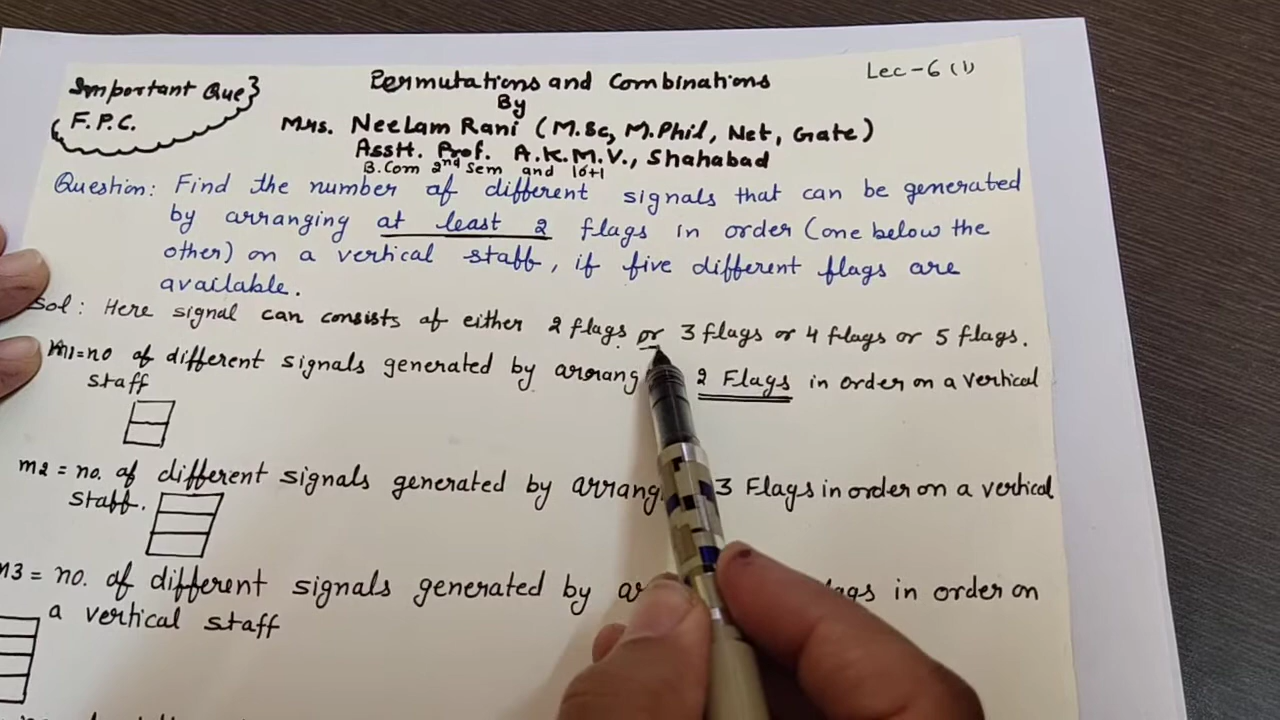 Important Que
F.P.C.
Permutations and Combinations
Lec-6 (1)
By
Mrs. Neelam Rani (M.Sc, M.Phil, Net, Gate)
Asstt. Prof. A.K.M.V., Shahabad
B.Com 2nd Sem and 10+1
Question: Find the number of different signals that can be generated
by arranging at least 2 flags in order (one below the
other) on a vertical staff, if five different flags are
available.
Sol: Here signal can consists of either 2 flags or 3 flags or 4 flags or 5 flags.
m1=no of different signals generated by arrang 2 Flags in order on a vertical
staff
m2 = no. of different signals generated by arrang 3 Flags in order on a vertical
staff.
m3 = no. of different signals generated by ar ags in order on
a vertical staff